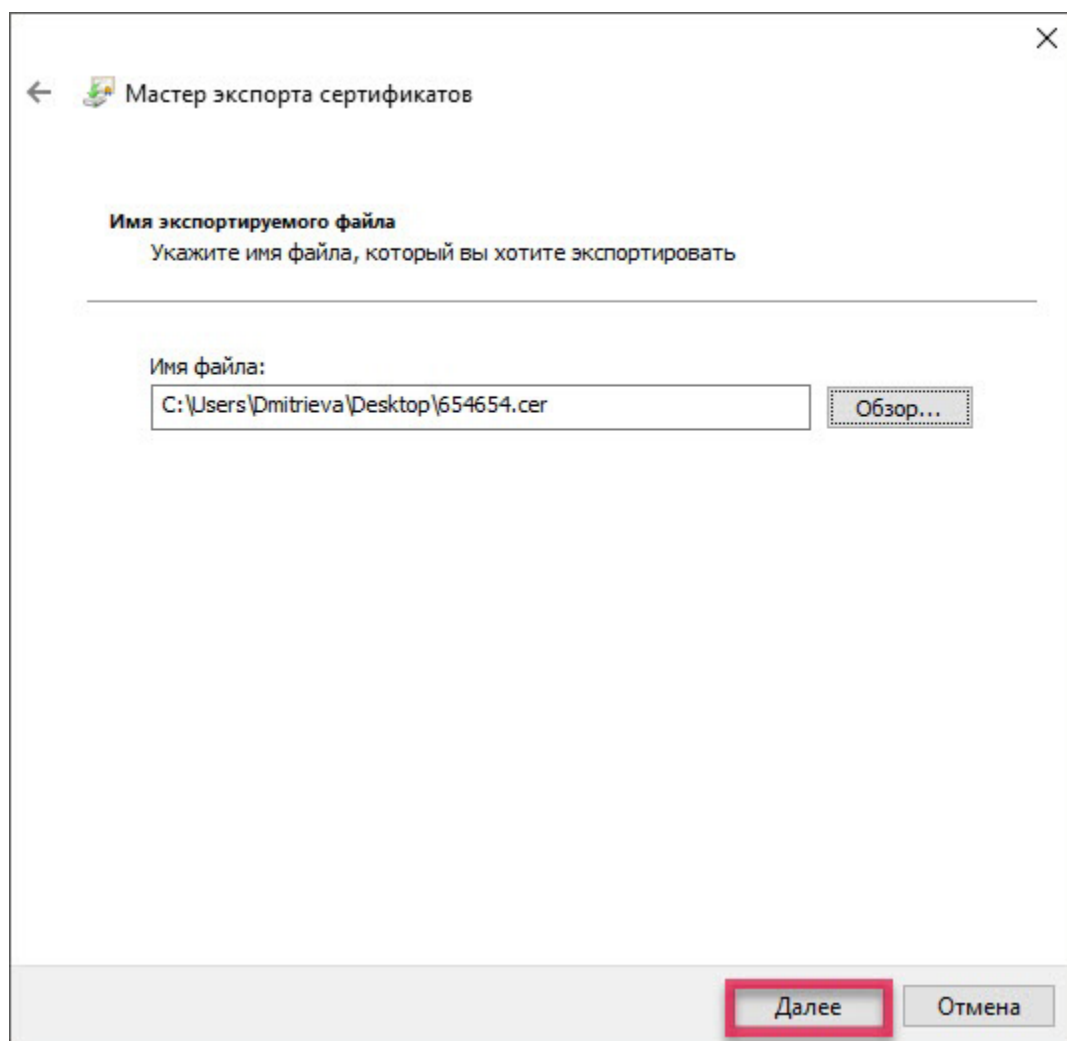 Мастер экспорта сертификатов
Имя экспортируемого файла
Укажите имя файла, который вы хотите экспортировать
Имя файла:
C:\Users\Dmitrieva\Desktop\654654.cer
Обзор...
Далее
Отмена